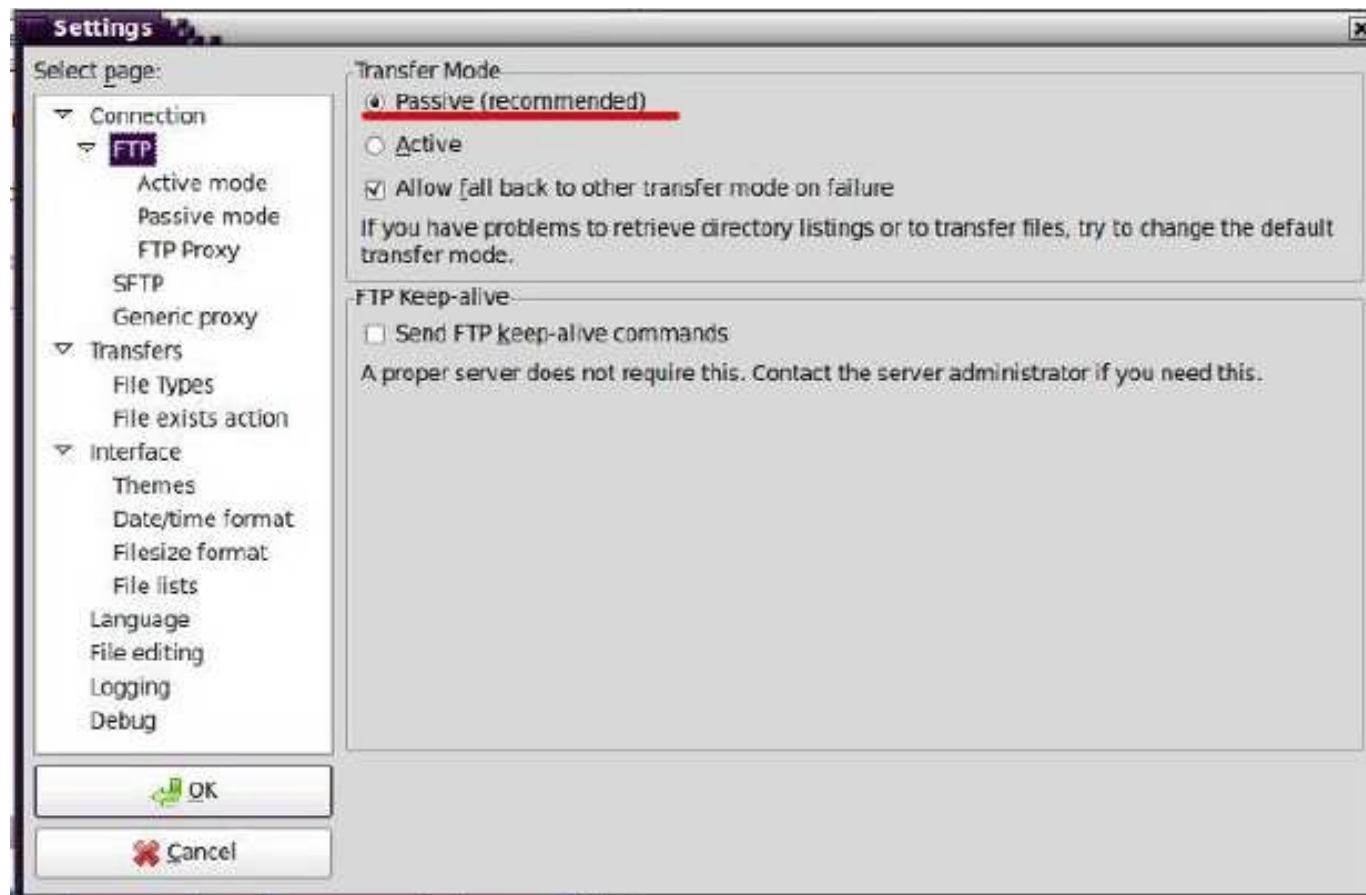 Settings
Select page:
Connection
FTP
Active mode
Passive mode
FTP Proxy
SFTP
Generic proxy
Transfers
File Types
File exists action
Interface
Themes
Date/time format
Filesize format
File lists
Language
File editing
Logging
Debug
OK
Cancel
Transfer Mode
Passive (recommended)
Active
Allow fall back to other transfer mode on failure
If you have problems to retrieve directory listings or to transfer files, try to change the default
transfer mode.
FTP Keep-alive
Send FTP keep-alive commands
A proper server does not require this. Contact the server administrator if you need this.